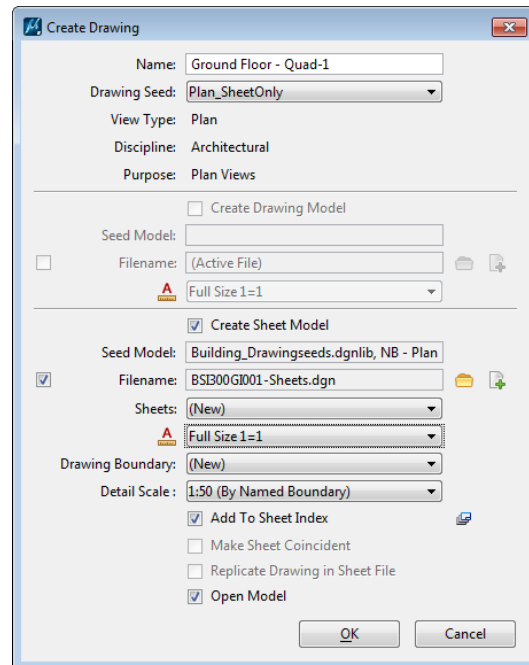 Create Drawing
Name: Ground Floor - Quad-1
Drawing Seed: Plan_SheetOnly
View Type: Plan
Discipline: Architectural
Purpose: Plan Views
Create Drawing Model
Seed Model:
Filename: (Active File)
A Full Size 1=1
Create Sheet Model
Seed Model: Building_Drawingseeds.dgnlib, NB - Plan
Filename: BSI300GI001-Sheets.dgn
Sheets: (New)
A Full Size 1=1
Drawing Boundary: (New)
Detail Scale : 1:50 (By Named Boundary)
Add To Sheet Index
Make Sheet Coincident
Replicate Drawing in Sheet File
Open Model
OK Cancel